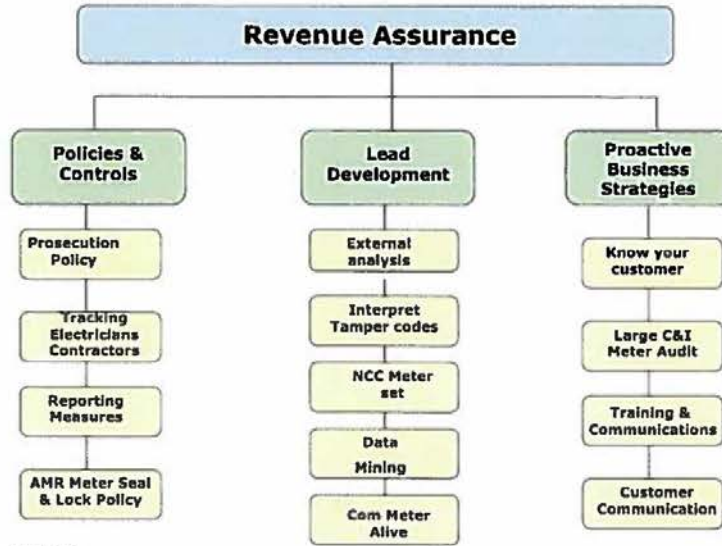 Revenue Assurance
Policies &
Controls
Prosecution
Policy
Tracking
Electricians
Contractors
Reporting
Measures
AMR Meter Seal
& Lock Policy
Lead
Development
External
analysis
Interpret
Tamper codes
NCC Meter
set
Data
Mining
Com Meter
Alive
Proactive
Business
Strategies
Know your
customer
Large C&I
Meter Audit
Training &
Communications
Customer
Communication